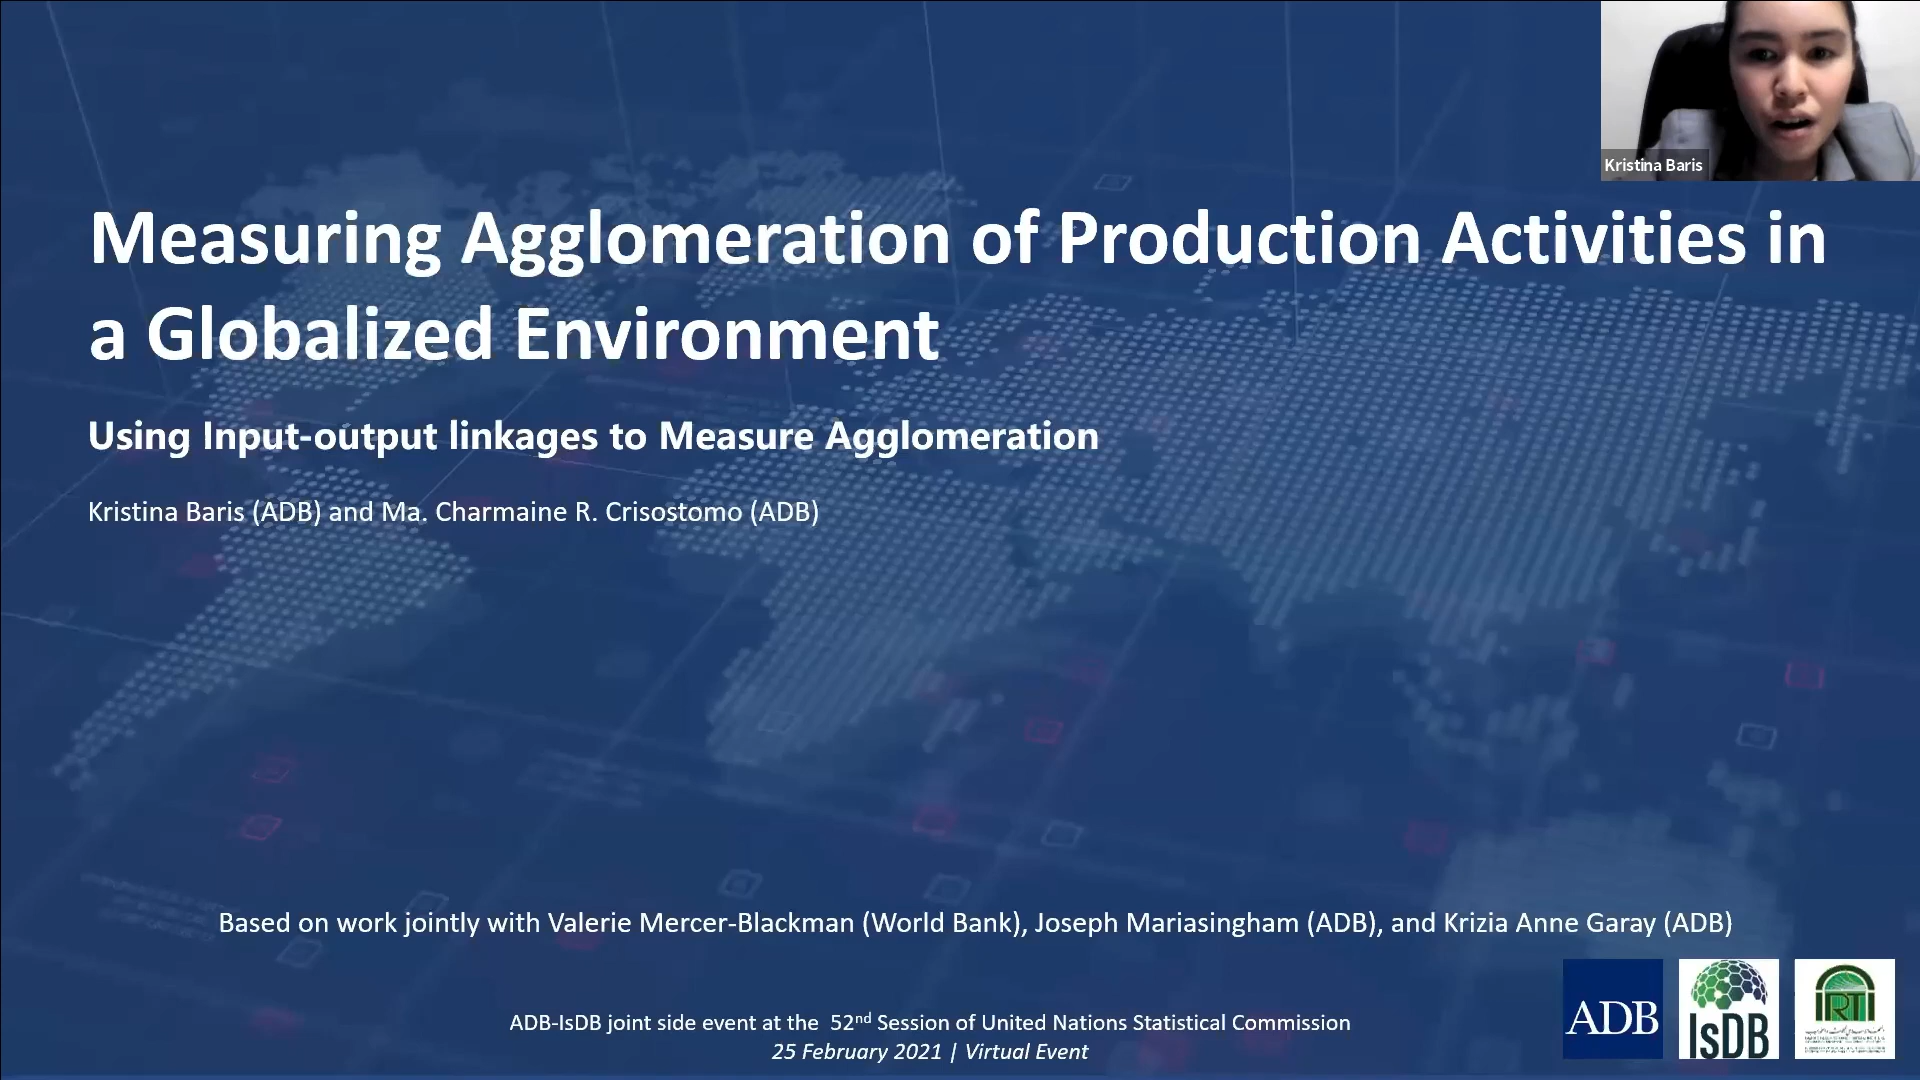 Kristina Baris
Measuring Agglomeration of Production Activities in
a Globalized Environment
Using Input-output linkages to Measure Agglomeration
Kristina Baris (ADB) and Ma. Charmaine R. Crisostomo (ADB)
Based on work jointly with Valerie Mercer-Blackman (World Bank), Joseph Mariasingham (ADB), and Krizia Anne Garay (ADB)
ADB-IsDB joint side event at the 52nd Session of United Nations Statistical Commission
25 February 2021 | Virtual Event
ADB
IsDB
IRTI